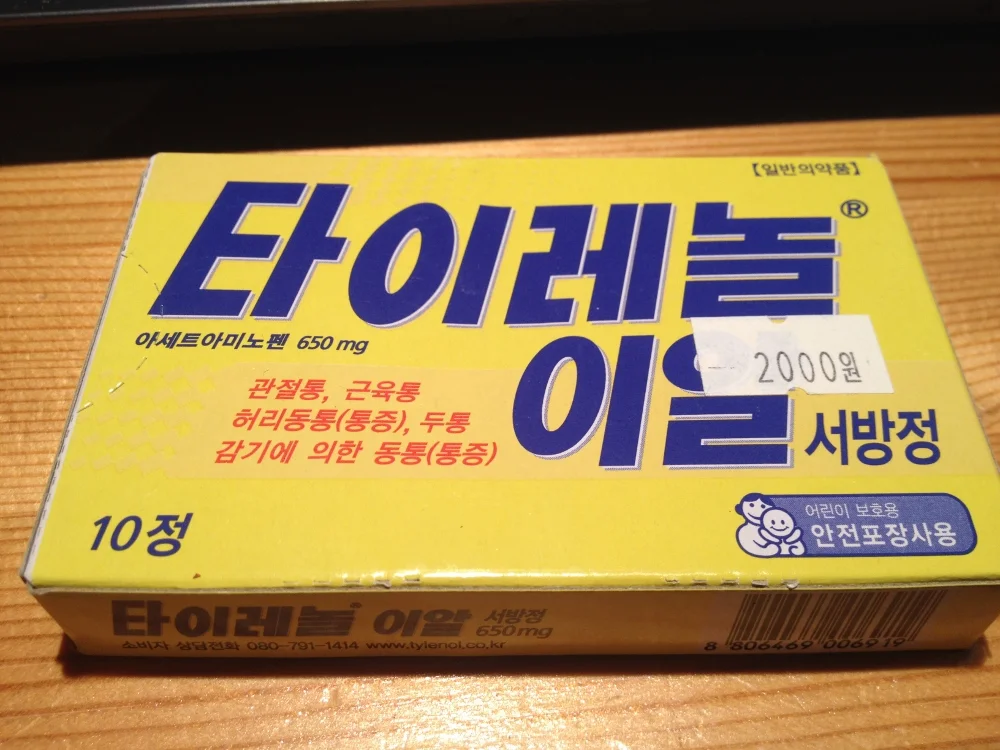 【일반의약품】
타이레놀®
아세트아미노펜 650mg
이알 서방정
2000원
관절통, 근육통
허리동통(통증), 두통
감기에 의한 동통(통증)
10정
어린이 보호용
안전포장사용
타이레놀® 이알 서방정 650mg
소비자 상담전화 080-791-1414 www.tylenol.co.kr
8 806469 006919